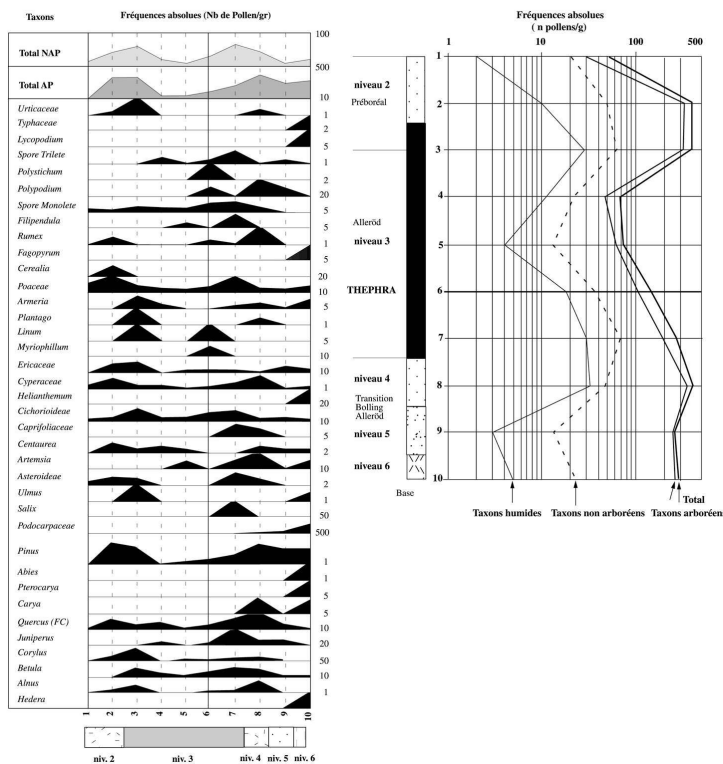 Taxons
Fréquences absolues (Nb de Pollen/gr)
100
Total NAP
500
Total AP
10
Urticaceae
1
Typhaceae
2
Lycopodium
5
Spore Trilete
1
Polystichum
2
Polypodium
20
Spore Monolete
5
Filipendula
5
Rumex
1
Fagopyrum
5
Cerealia
20
Poaceae
10
Armeria
5
Plantago
1
Linum
5
Myriophillum
10
Ericaceae
10
Cyperaceae
1
Helianthemum
20
Cichorioideae
10
Caprifoliaceae
5
Centaurea
2
Artemsia
10
Asteroideae
2
Ulmus
1
Salix
50
Podocarpaceae
500
Pinus
1
Abies
1
Pterocarya
5
Carya
5
Quercus (FC)
10
Juniperus
20
Corylus
50
Betula
10
Alnus
1
Hedera
1 2 3 4 5 6 7 8 9 10
niv. 2 niv. 3 niv. 4 niv. 5 niv. 6
Fréquences absolues
( n pollens/g)
1 10 100 500
1
niveau 2
Préboréal
2
3
4
Alleröd
niveau 3
5
THEPHRA
6
7
niveau 4
8
Transition
Bolling
Alleröd
niveau 5
9
niveau 6
10
Base
Total
Taxons humides Taxons non arboréens Taxons arboréen